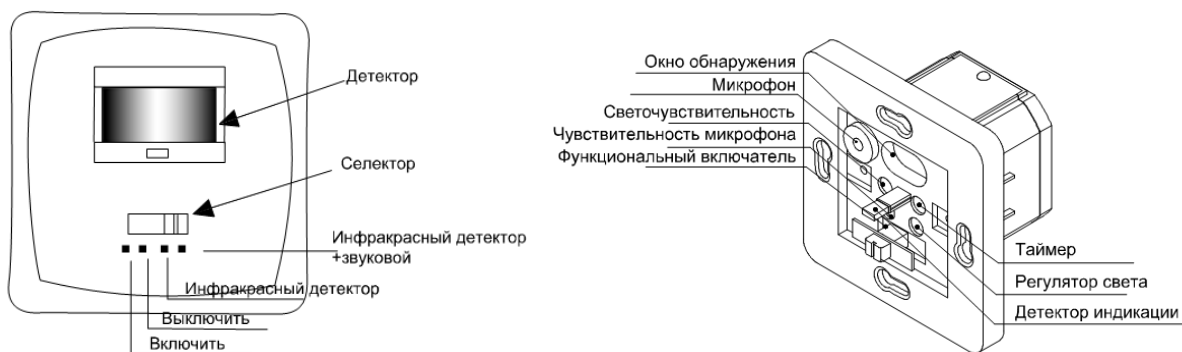 Детектор
Селектор
Инфракрасный детектор
+звуковой
Инфракрасный детектор
Выключить
Включить
Окно обнаружения
Микрофон
Светочувствительность
Чувствительность микрофона
Функциональный включатель
Таймер
Регулятор света
Детектор индикации